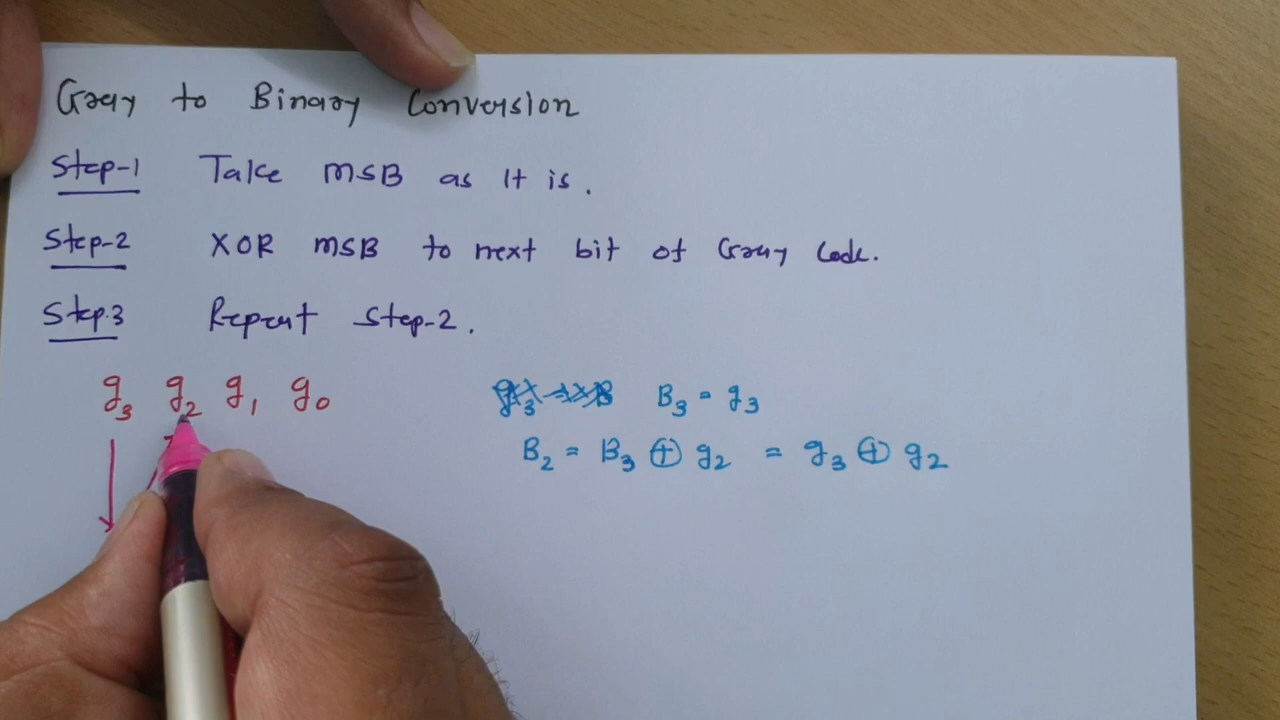 Gray to Binary Conversion
Step-1 Take MSB as It is.
Step-2 XOR MSB to next bit of Gray Code.
Step-3 Repeat Step-2.
g₃ g₂ g₁ g₀
B₃ = g₃
B₂ = B₃ ⊕ g₂ = g₃ ⊕ g₂